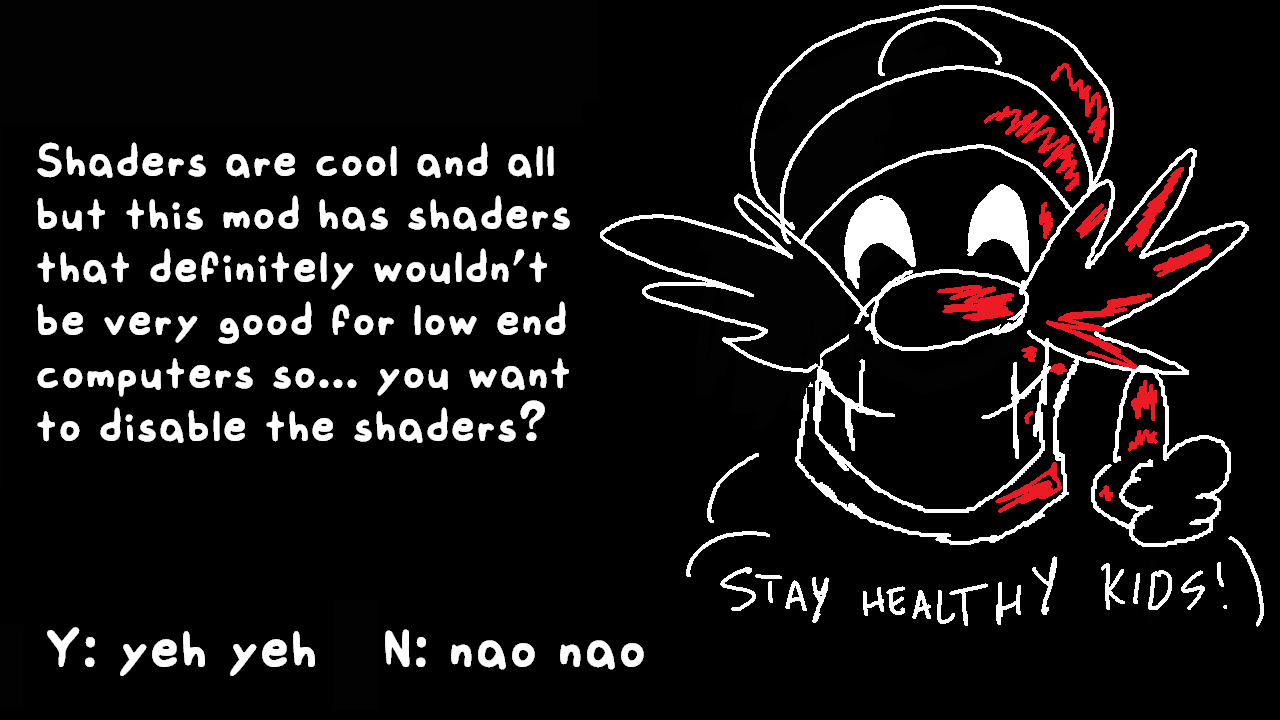 Shaders are cool and all
but this mod has shaders
that definitely wouldn't
be very good for low end
computers so... you want
to disable the shaders?
STAY HEALTHY KIDS!
Y: yeh yeh N: nao nao